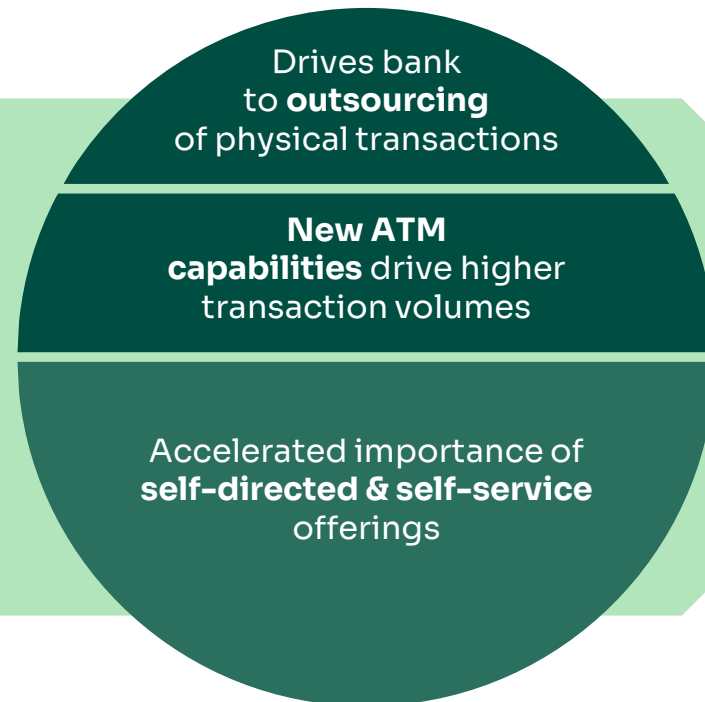 Drives bank
to outsourcing
of physical transactions
New ATM
capabilities drive higher
transaction volumes
Accelerated importance of
self-directed & self-service
offerings